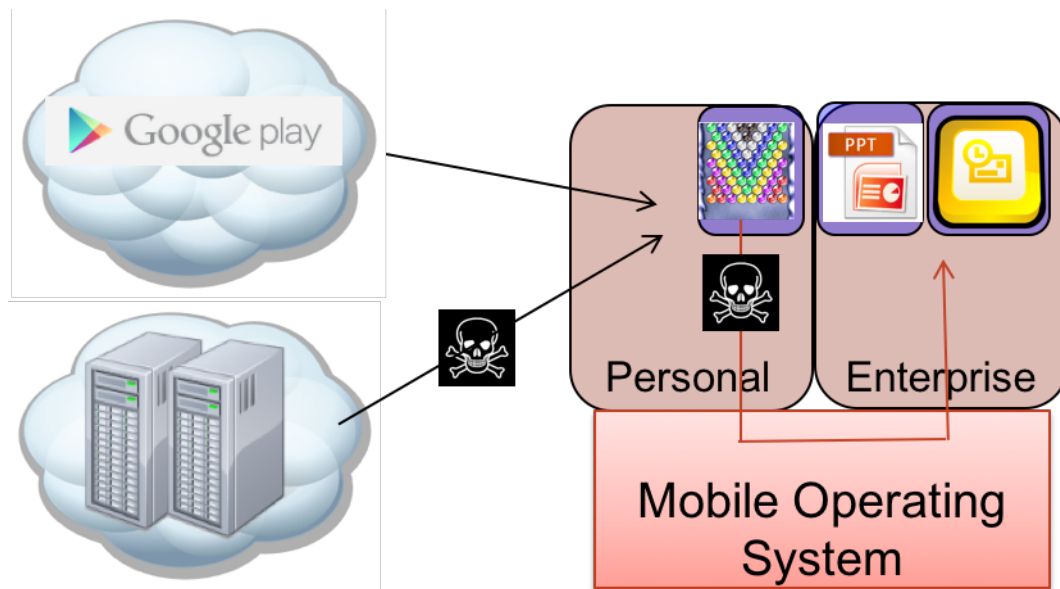 Google play
PPT
Personal
Enterprise
Mobile Operating
System